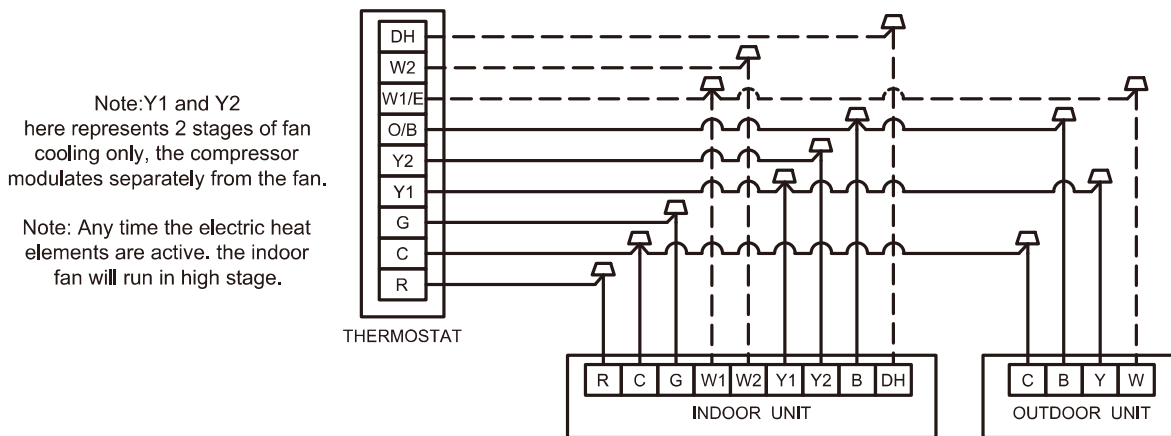 Note:Y1 and Y2
here represents 2 stages of fan
cooling only, the compressor
modulates separately from the fan.
Note: Any time the electric heat
elements are active. the indoor
fan will run in high stage.
DH
W2
W1/E
O/B
Y2
Y1
G
C
R
THERMOSTAT
R C G W1 W2 Y1 Y2 B DH
INDOOR UNIT
C B Y W
OUTDOOR UNIT